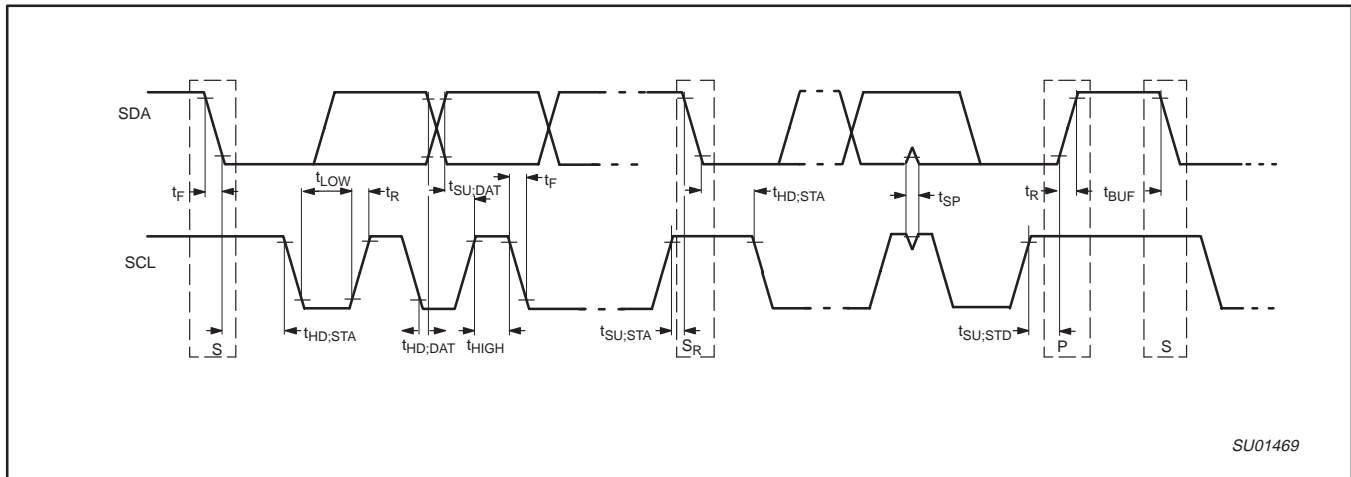 SDA
tF
tLOW
tR
tSU;DAT
tF
tHD;STA
tSP
tR
tBUF
SCL
S
tHD;STA
tHD;DAT
tHIGH
tSU;STA
SR
tSU;STD
P
S
SU01469